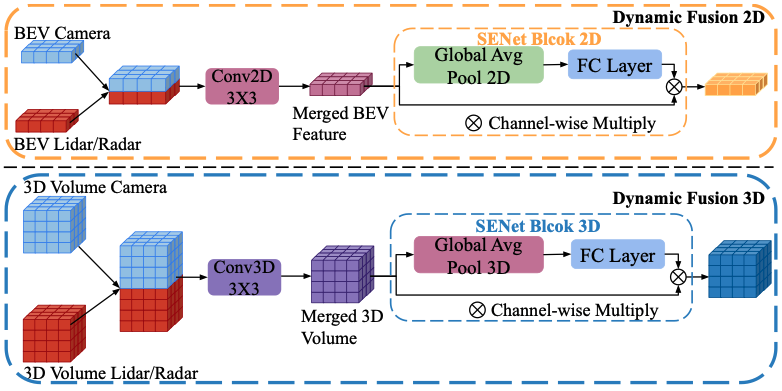 Dynamic Fusion 2D
BEV Camera
BEV Lidar/Radar
Conv2D
3X3
Merged BEV
Feature
SENet Blcok 2D
Global Avg
Pool 2D
FC Layer
Channel-wise Multiply
Dynamic Fusion 3D
3D Volume Camera
3D Volume Lidar/Radar
Conv3D
3X3
Merged 3D
Volume
SENet Blcok 3D
Global Avg
Pool 3D
FC Layer
Channel-wise Multiply